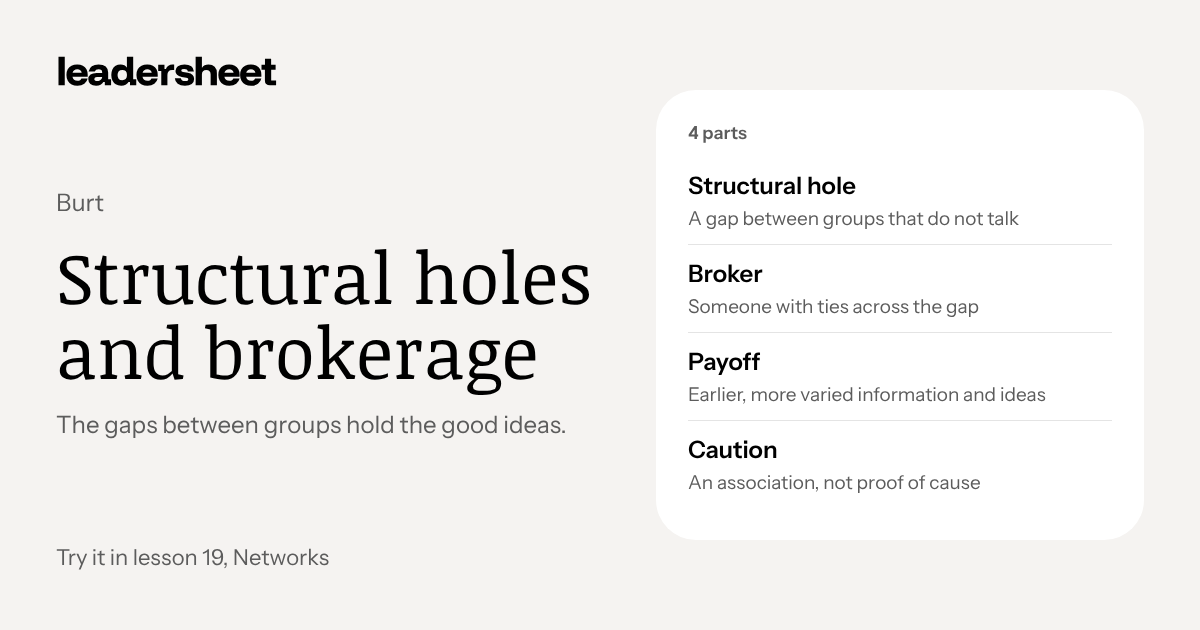 leadersheet
Burt
Structural holes
and brokerage
The gaps between groups hold the good ideas.
Try it in lesson 19, Networks
4 parts
Structural hole
A gap between groups that do not talk
Broker
Someone with ties across the gap
Payoff
Earlier, more varied information and ideas
Caution
An association, not proof of cause